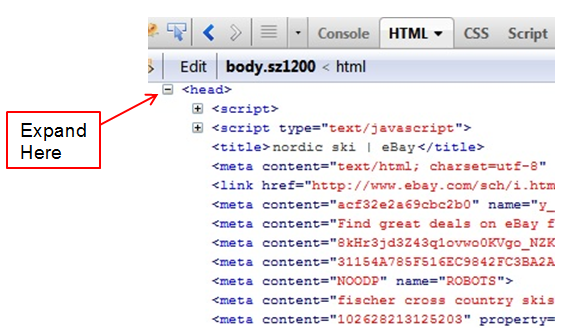 Console HTML CSS Script
Edit body.sz1200 < html
Expand
Here
<head>
<script>
<script type="text/javascript">
<title>nordic ski | eBay</title>
<meta content="text/html; charset=utf-8"
<link href="http://www.ebay.com/sch/i.htm
<meta content="acf32e2a69cbc2b0" name="y_
<meta content="Find great deals on eBay f
<meta content="8kHr3jd3Z43q1ovwo0KVgo_NZK
<meta content="31154A785F516EC9842FC3BA2A
<meta content="NOODP" name="ROBOTS">
<meta content="fischer cross country skis
<meta content="102628213125203" property=